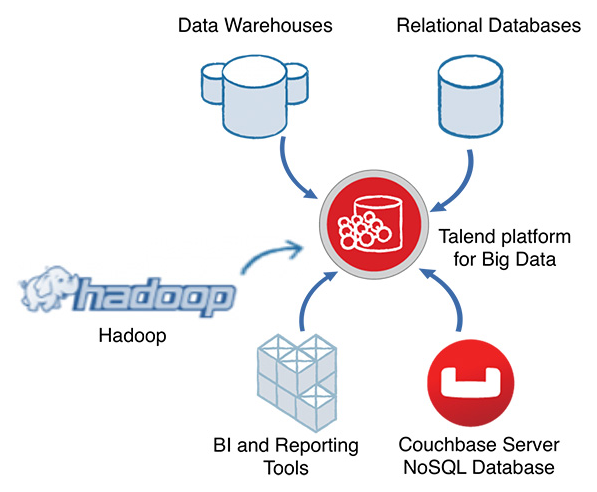 Data Warehouses
Relational Databases
Talend platform
for Big Data
hadoop
Hadoop
BI and Reporting
Tools
Couchbase Server
NoSQL Database